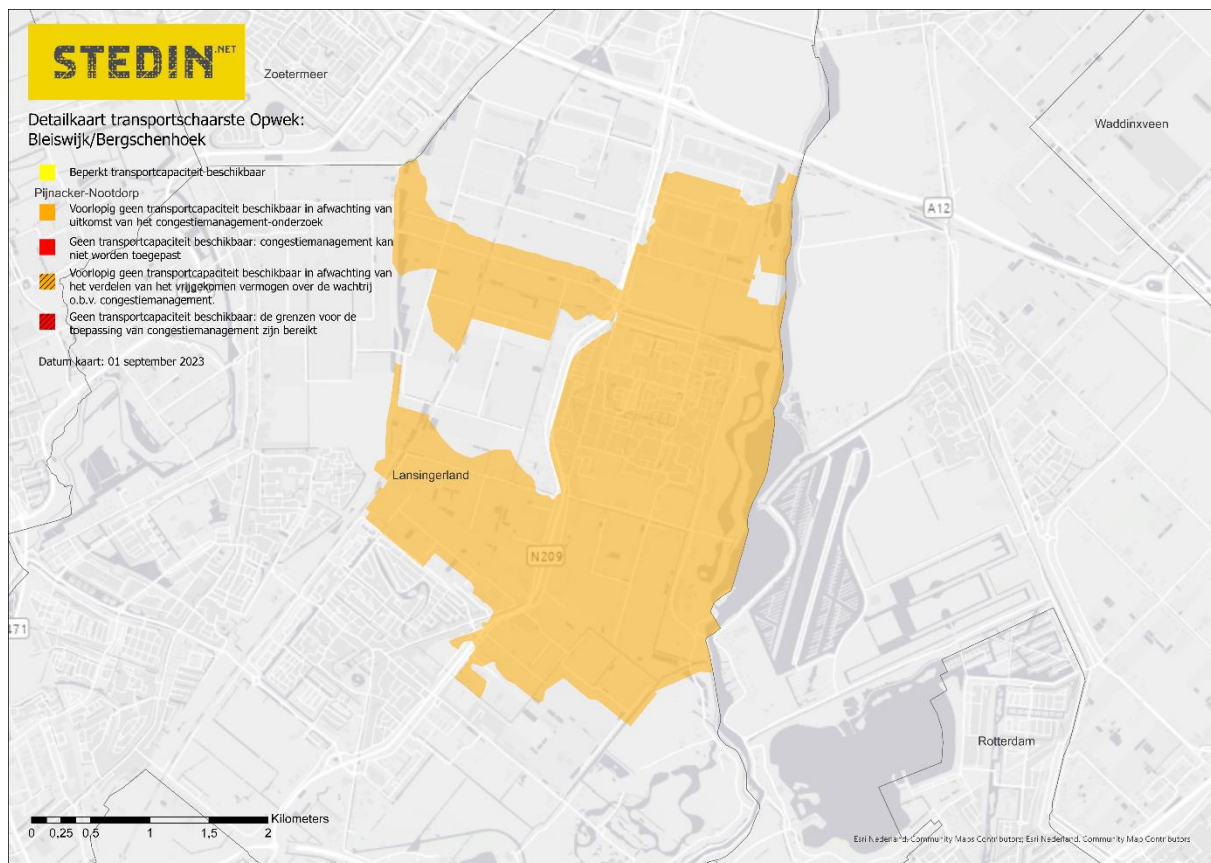 STEDIN.NET
Zoetermeer
Detailkaart transportschaarste Opwek:
Bleiswijk/Bergschenhoek
Waddinxveen
Beperkt transportcapaciteit beschikbaar
Pijnacker-Nootdorp
Voorlopig geen transportcapaciteit beschikbaar in afwachting van
uitkomst van het congestiemanagement-onderzoek
A12
Geen transportcapaciteit beschikbaar: congestiemanagement kan
niet worden toegepast
Voorlopig geen transportcapaciteit beschikbaar in afwachting van
het verdelen van het vrijgekomen vermogen over de wachtrij
o.b.v. congestiemanagement.
Geen transportcapaciteit beschikbaar: de grenzen voor de
toepassing van congestiemanagement zijn bereikt
Datum kaart: 01 september 2023
Lansingerland
N209
471
Rotterdam
Kilometers
0 0,25 0,5 1 1,5 2
Esri Nederland, Community Maps Contributors; Esri Nederland, Community Map Contributors